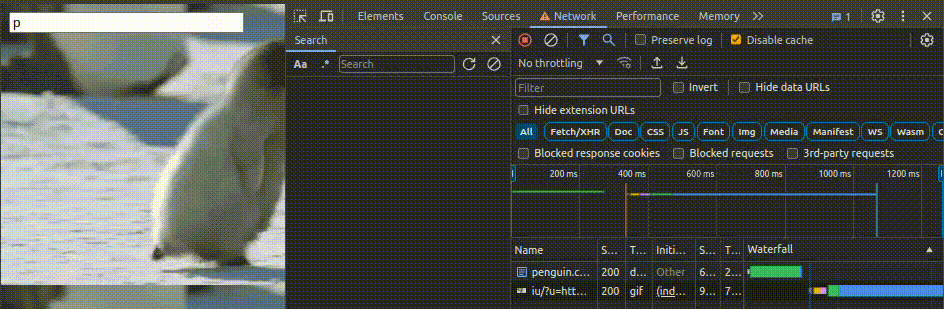 p
Elements Console Sources Network Performance Memory 1
Search
Preserve log Disable cache
Aa .* Search
No throttling
Filter Invert Hide data URLs
Hide extension URLs
All Fetch/XHR Doc CSS JS Font Img Media Manifest WS Wasm
Blocked response cookies Blocked requests 3rd-party requests
200 ms 400 ms 600 ms 800 ms 1000 ms 1200 ms
Name S... T... Initi... S... T... Waterfall
penguin.c... 200 d... Other 6... 2...
iu/?u=htt... 200 gif (ind... 9... 7...